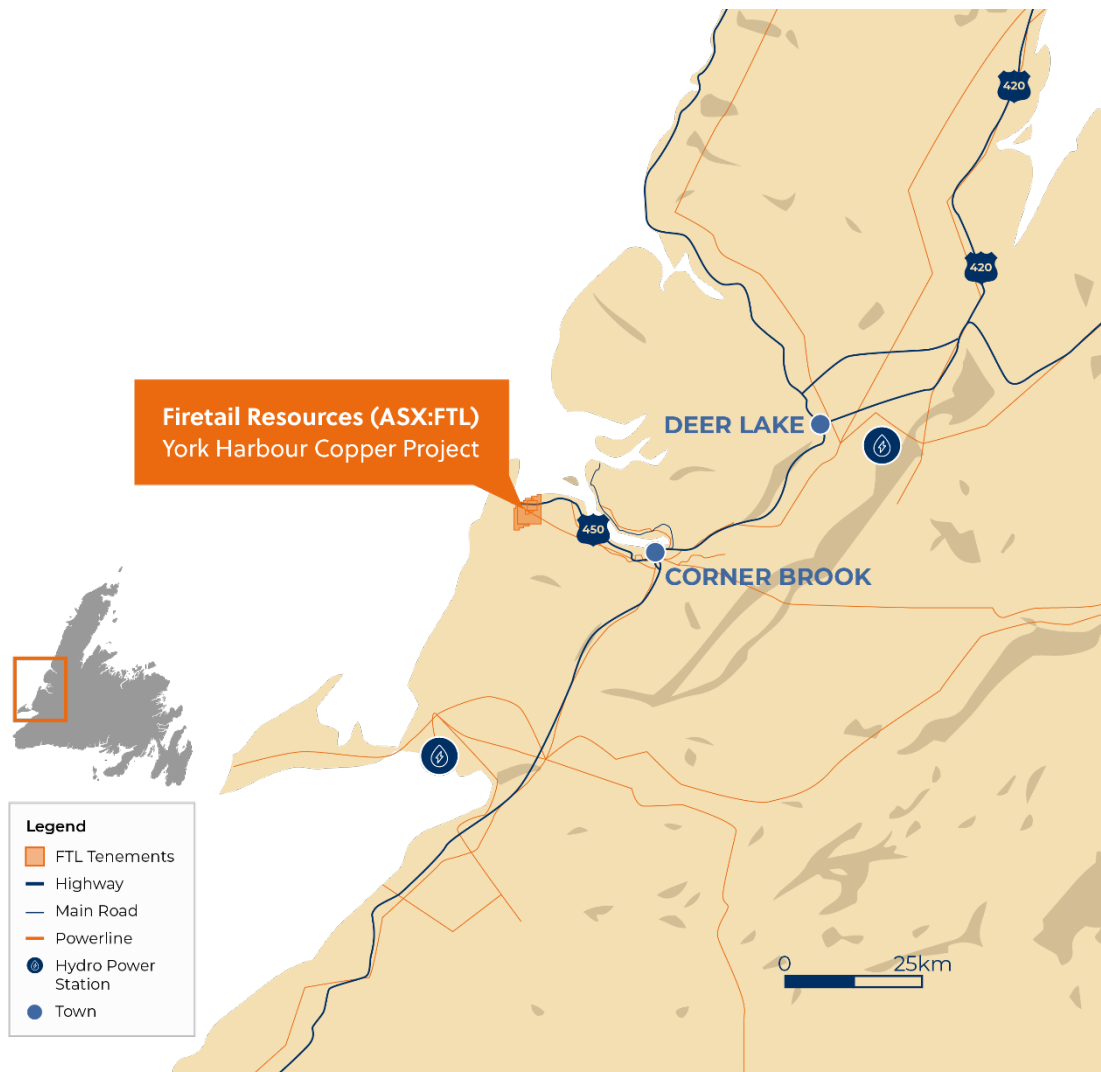 420
420
Firetail Resources (ASX:FTL)
York Harbour Copper Project
DEER LAKE
450
CORNER BROOK
Legend
FTL Tenements
Highway
Main Road
Powerline
Hydro Power
Station
Town
0 25km